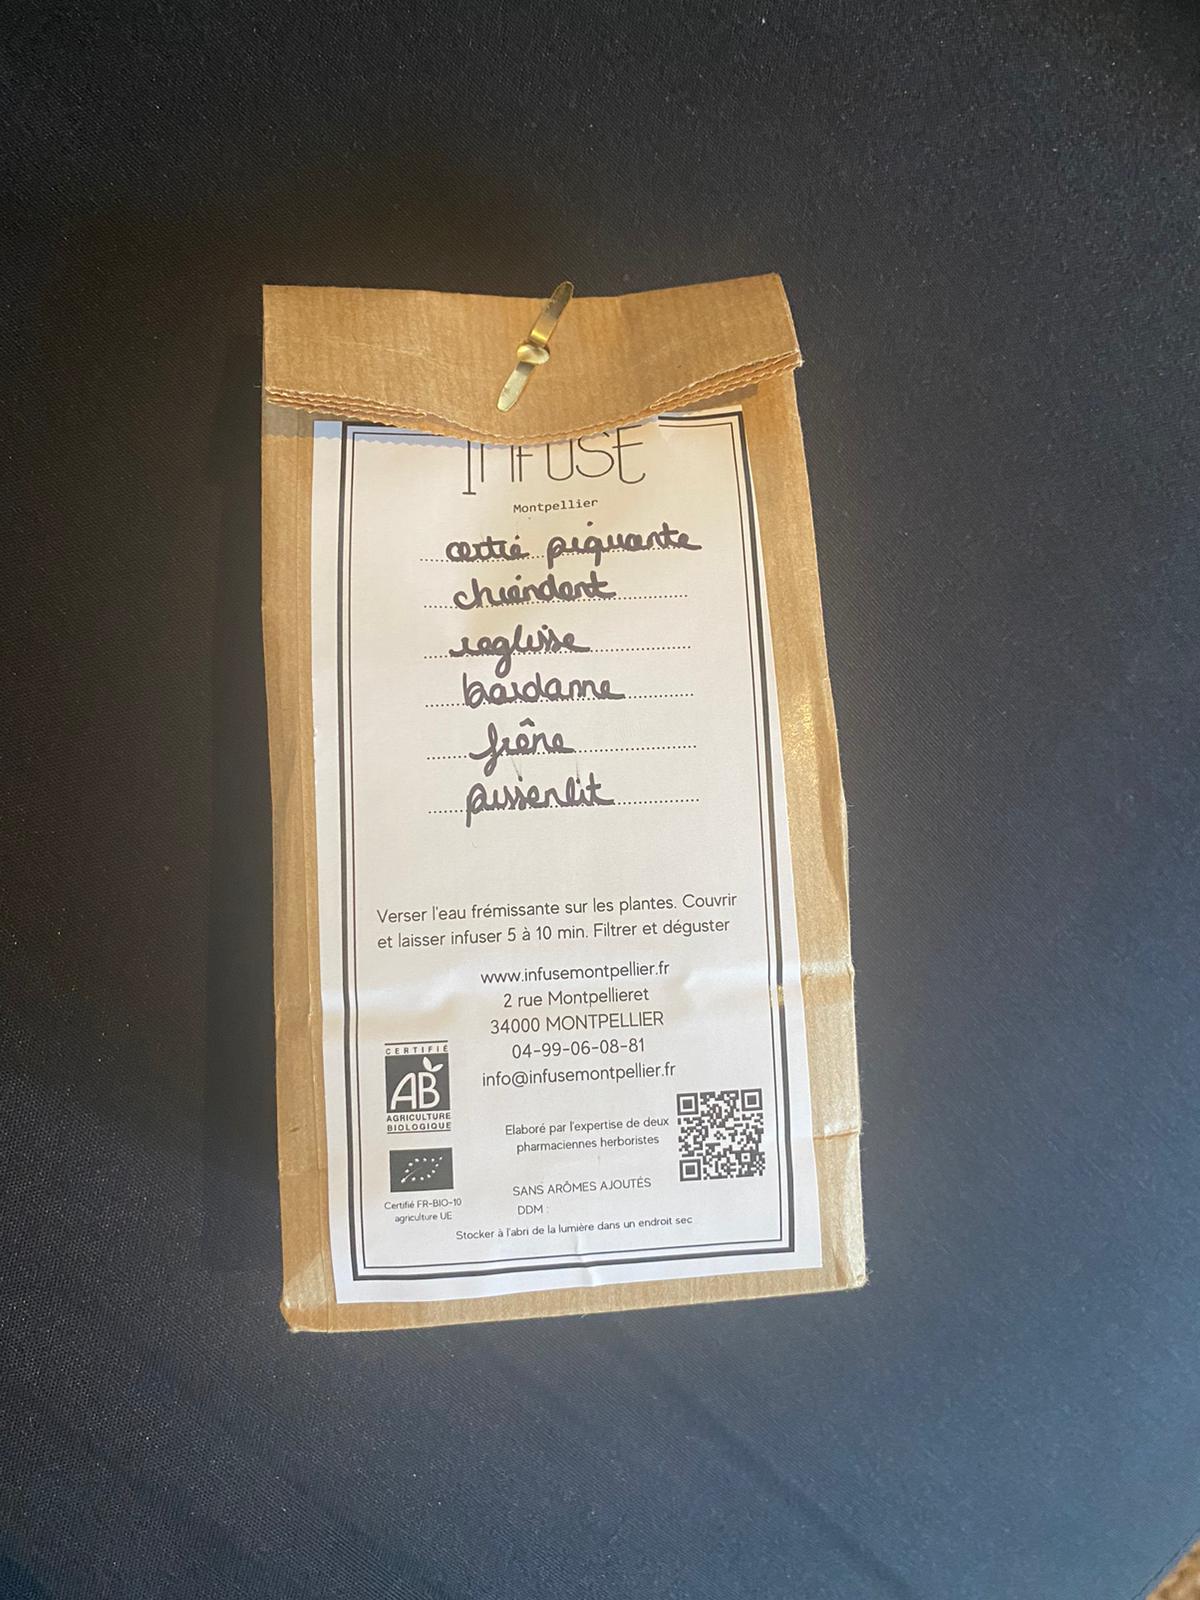 INFUSE
Montpellier
ortie piquante
chiendent
reglisse
bardane
frêne
pissenlit
Verser l'eau frémissante sur les plantes. Couvrir
et laisser infuser 5 à 10 min. Filtrer et déguster
www.infusemontpellier.fr
2 rue Montpellieret
34000 MONTPELLIER
04-99-06-08-81
info@infusemontpellier.fr
CERTIFIÉ
AB
AGRICULTURE
BIOLOGIQUE
Certifié FR-BIO-10
agriculture UE
Elaboré par l'expertise de deux
pharmaciennes herboristes
SANS ARÔMES AJOUTÉS
DDM :
Stocker à l'abri de la lumière dans un endroit sec